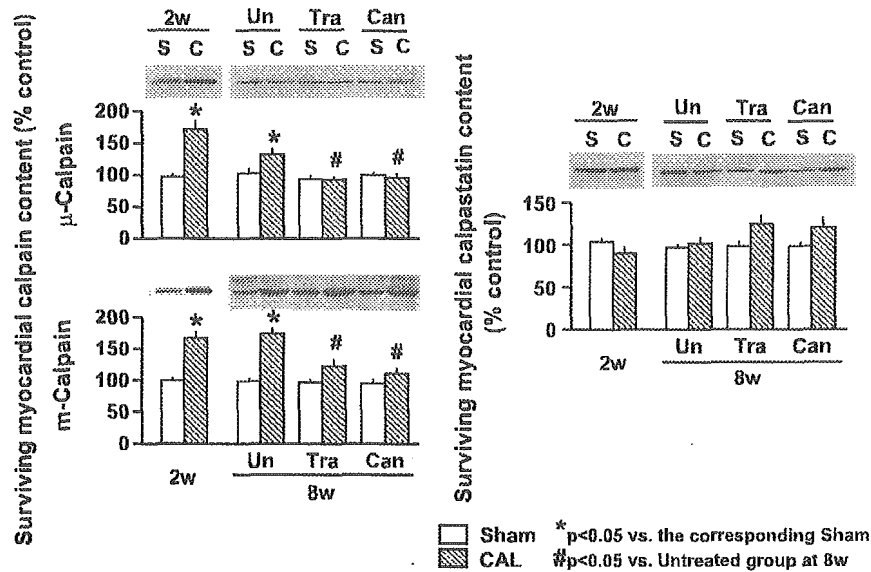 2w Un Tra Can
S C S C S C S C
Surviving myocardial calpain content (% control)
μ-Calpain
200
150
100
50
0
* * # #
m-Calpain
200
150
100
50
0
* * # #
Un Tra Can
2w 8w
2w Un Tra Can
S C S C S C S C
Surviving myocardial calpastatin content
(% control)
150
100
50
0
Un Tra Can
2w 8w
Sham *p<0.05 vs. the corresponding Sham
CAL #p<0.05 vs. Untreated group at 8w